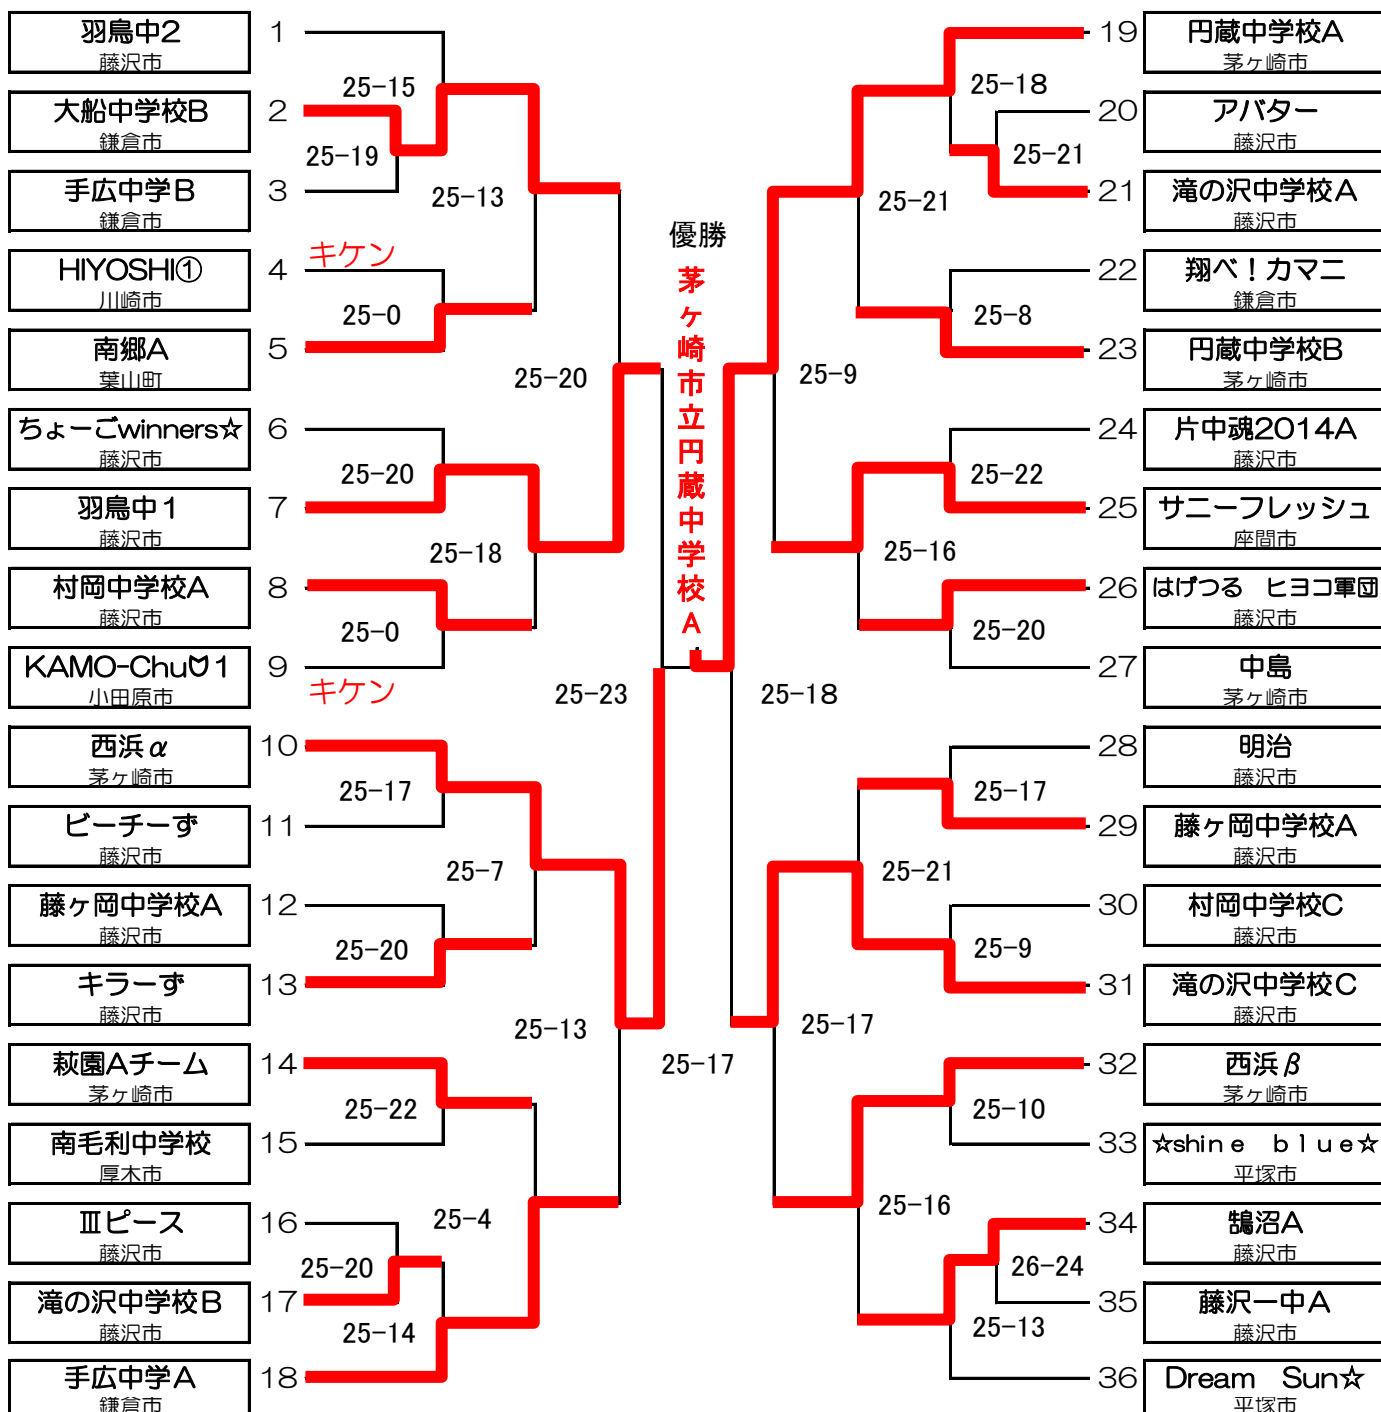 羽鳥中2
藤沢市
1
25-15
大船中学校B
鎌倉市
2
25-19
手広中学B
鎌倉市
3
25-13
キケン
HIYOSHI①
川崎市
4
25-0
南郷A
葉山町
5
25-20
ちょーごwinners☆
藤沢市
6
25-20
羽鳥中1
藤沢市
7
25-18
村岡中学校A
藤沢市
8
25-0
KAMO-Chu♡1
小田原市
9
キケン
25-23
西浜α
茅ヶ崎市
10
25-17
ビーチーず
藤沢市
11
25-7
藤ヶ岡中学校A
藤沢市
12
25-20
キラーず
藤沢市
13
25-13
萩園Aチーム
茅ヶ崎市
14
25-22
南毛利中学校
厚木市
15
25-4
Ⅲピース
藤沢市
16
25-20
滝の沢中学校B
藤沢市
17
25-14
手広中学A
鎌倉市
18
優勝
茅ヶ崎市立円蔵中学校A
25-17
19
円蔵中学校A
茅ヶ崎市
25-18
20
アバター
藤沢市
25-21
21
滝の沢中学校A
藤沢市
25-21
22
翔べ!カマニ
鎌倉市
25-8
23
円蔵中学校B
茅ヶ崎市
25-9
24
片中魂2014A
藤沢市
25-22
25
サニーフレッシュ
座間市
25-16
26
はげつる ヒヨコ軍団
藤沢市
25-20
27
中島
茅ヶ崎市
25-18
28
明治
藤沢市
25-17
29
藤ヶ岡中学校A
藤沢市
25-21
30
村岡中学校C
藤沢市
25-9
31
滝の沢中学校C
藤沢市
25-17
32
西浜β
茅ヶ崎市
25-10
33
☆shine blue☆
平塚市
25-16
34
鵠沼A
藤沢市
26-24
35
藤沢一中A
藤沢市
25-13
36
Dream Sun☆
平塚市